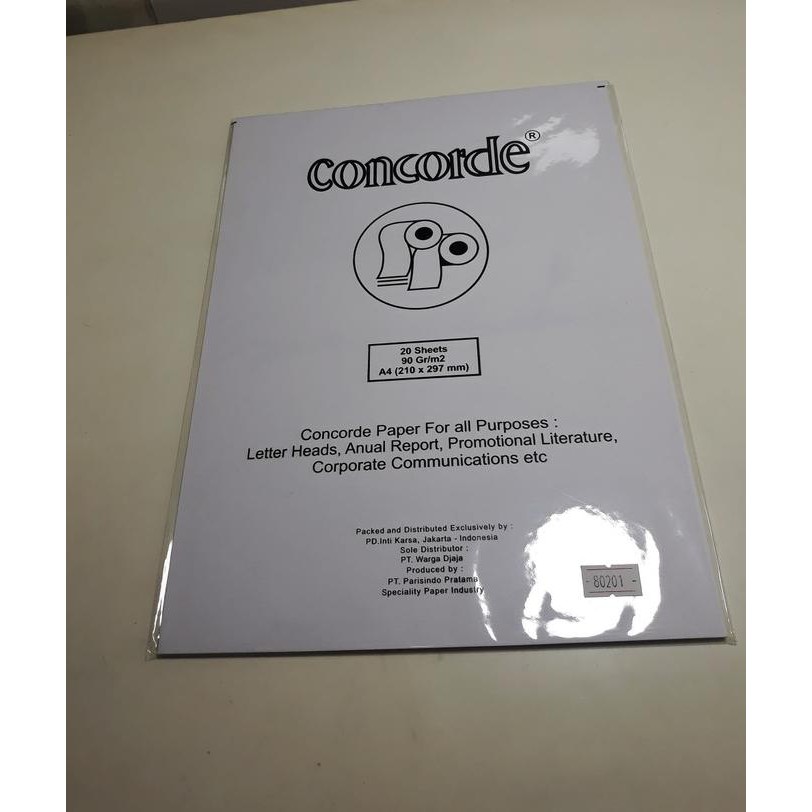 concorde®
20 Sheets
90 Gr/m2
A4 (210 x 297 mm)
Concorde Paper For all Purposes :
Letter Heads, Anual Report, Promotional Literature,
Corporate Communications etc
Packed and Distributed Exclusively by :
PD.Inti Karsa, Jakarta - Indonesia
Sole Distributor :
PT. Warga Djaja
Produced by :
PT. Parisindo Pratama
Speciality Paper Industry
- 80201 -